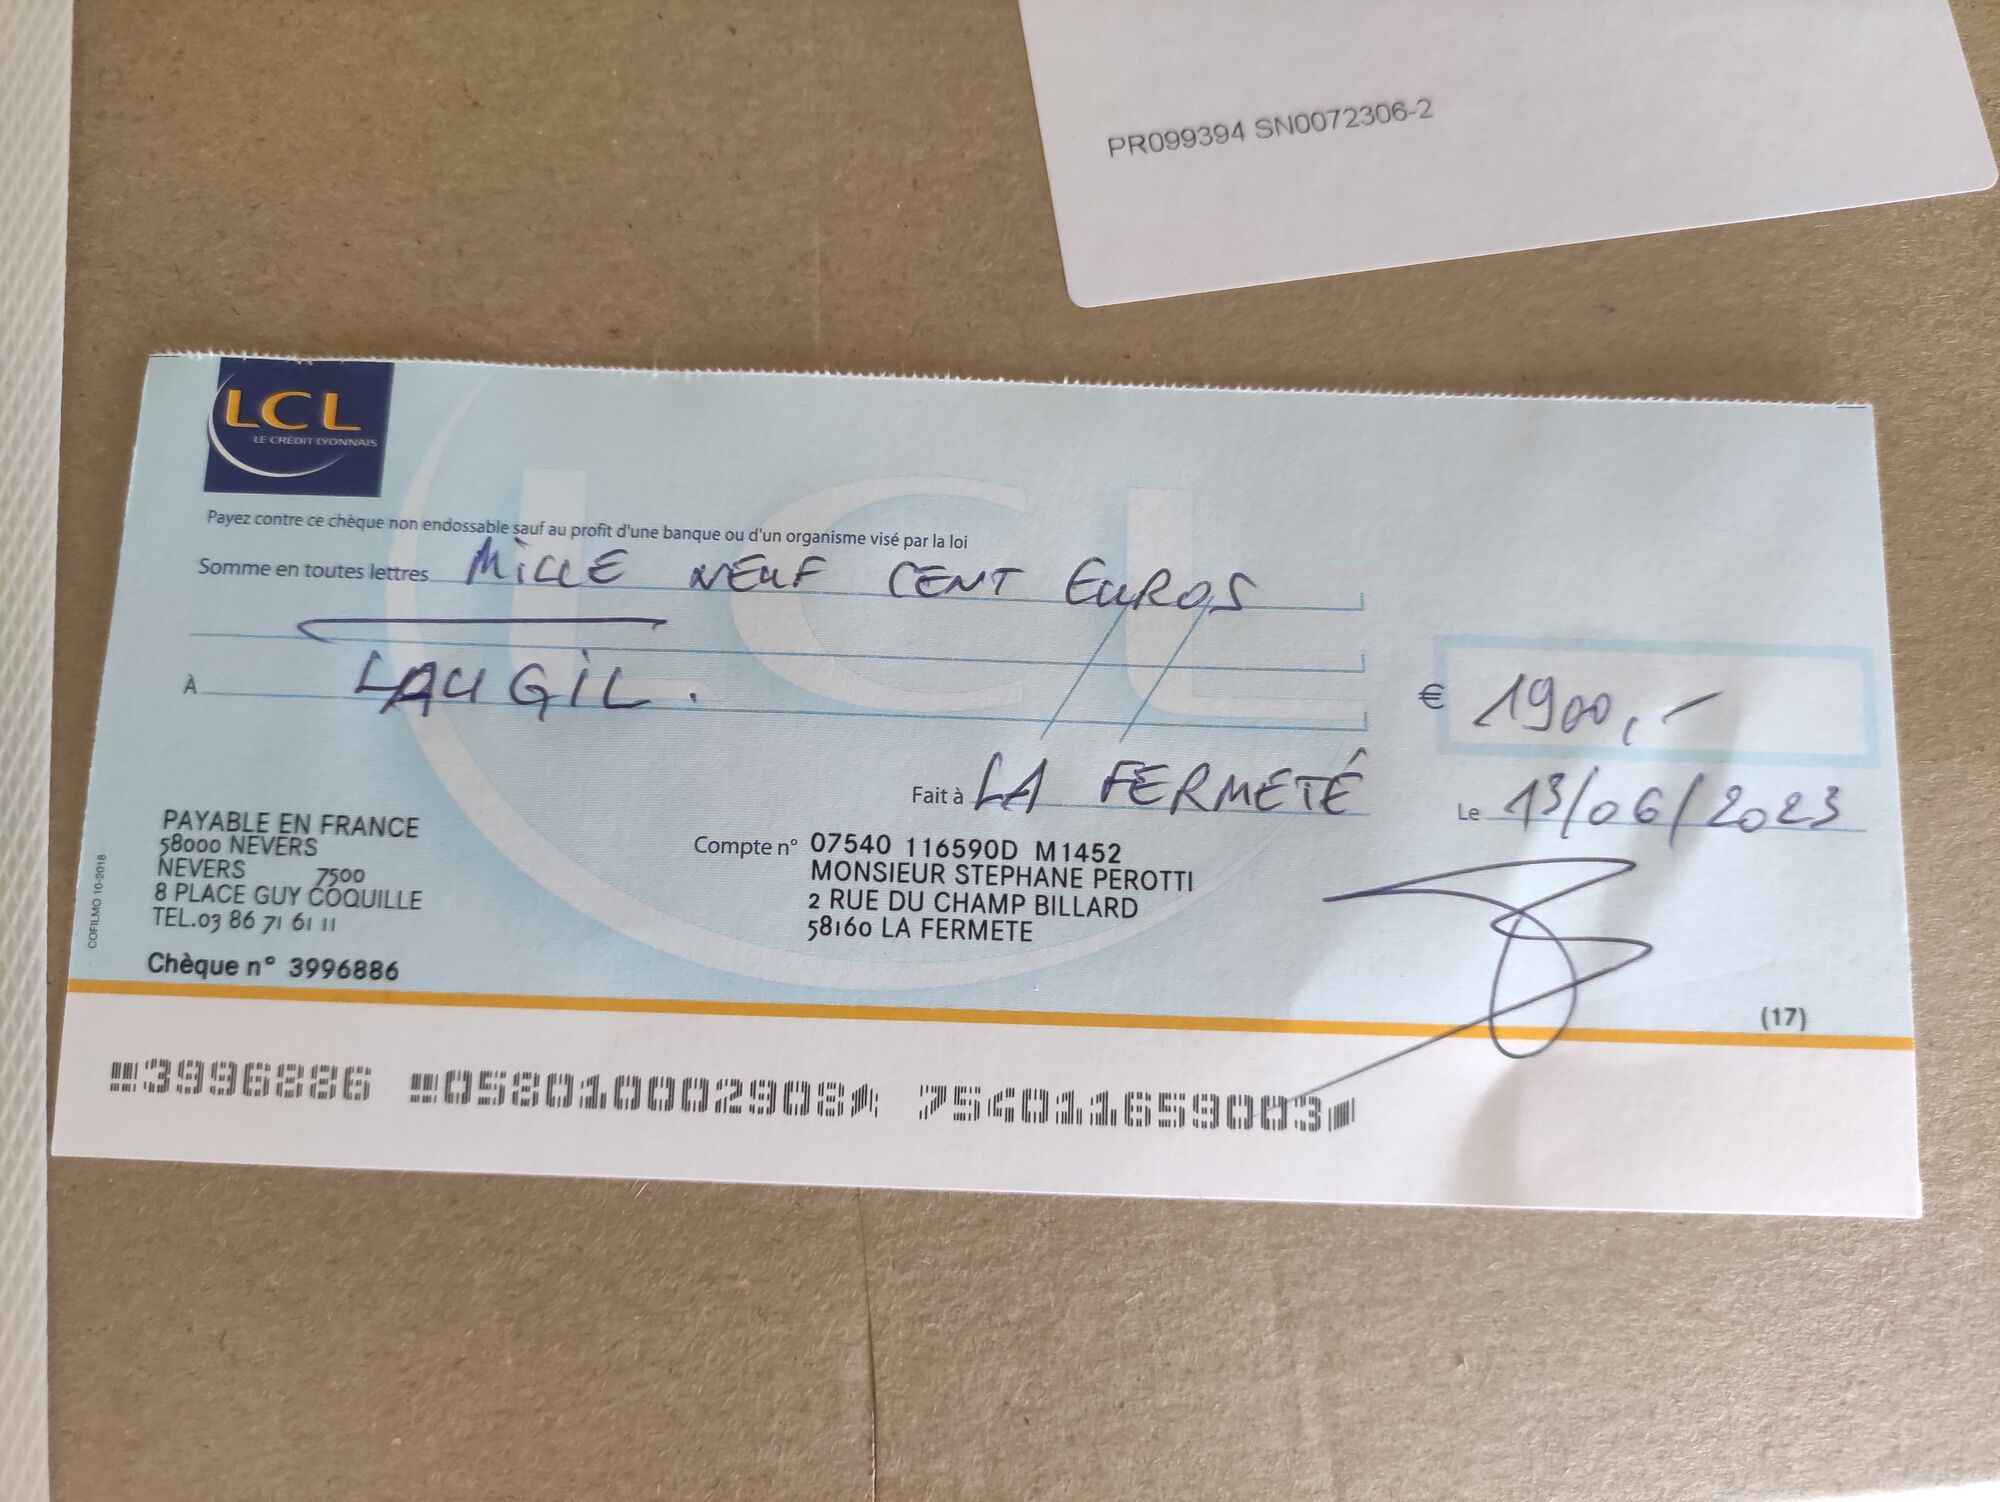 PR099394 SN0072306-2
LCL
LE CRÉDIT LYONNAIS
Payez contre ce chèque non endossable sauf au profit d'une banque ou d'un organisme visé par la loi
Somme en toutes lettres MILLE NEUF CENT EUROS
À LAUGIL.
€ 1900,-
Fait à LA FERMETÉ
Le 13/06/2023
PAYABLE EN FRANCE
58000 NEVERS
NEVERS 7500
8 PLACE GUY COQUILLE
TEL.03 86 71 61 11
Compte n° 07540 116590D M1452
MONSIEUR STEPHANE PEROTTI
2 RUE DU CHAMP BILLARD
58160 LA FERMETE
COFILMO 10-2018
Chèque n° 3996886
(17)
3996886 058010002908 754011659003